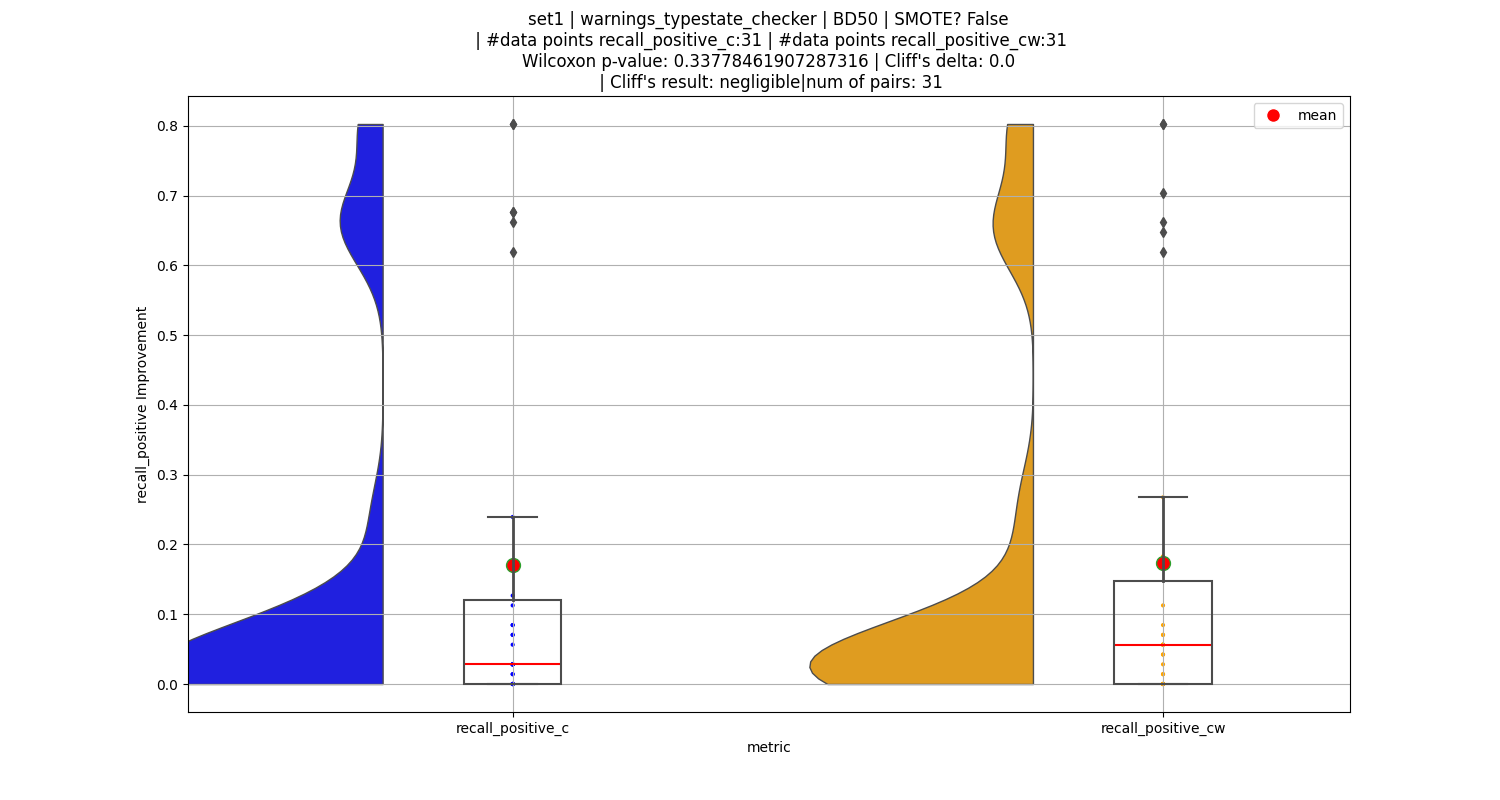 set1 | warnings_typestate_checker | BD50 | SMOTE? False
| #data points recall_positive_c:31 | #data points recall_positive_cw:31
Wilcoxon p-value: 0.33778461907287316 | Cliff's delta: 0.0
| Cliff's result: negligible|num of pairs: 31
mean
0.8
0.7
0.6
0.5
0.4
0.3
0.2
0.1
0.0
recall_positive Improvement
recall_positive_c
recall_positive_cw
metric